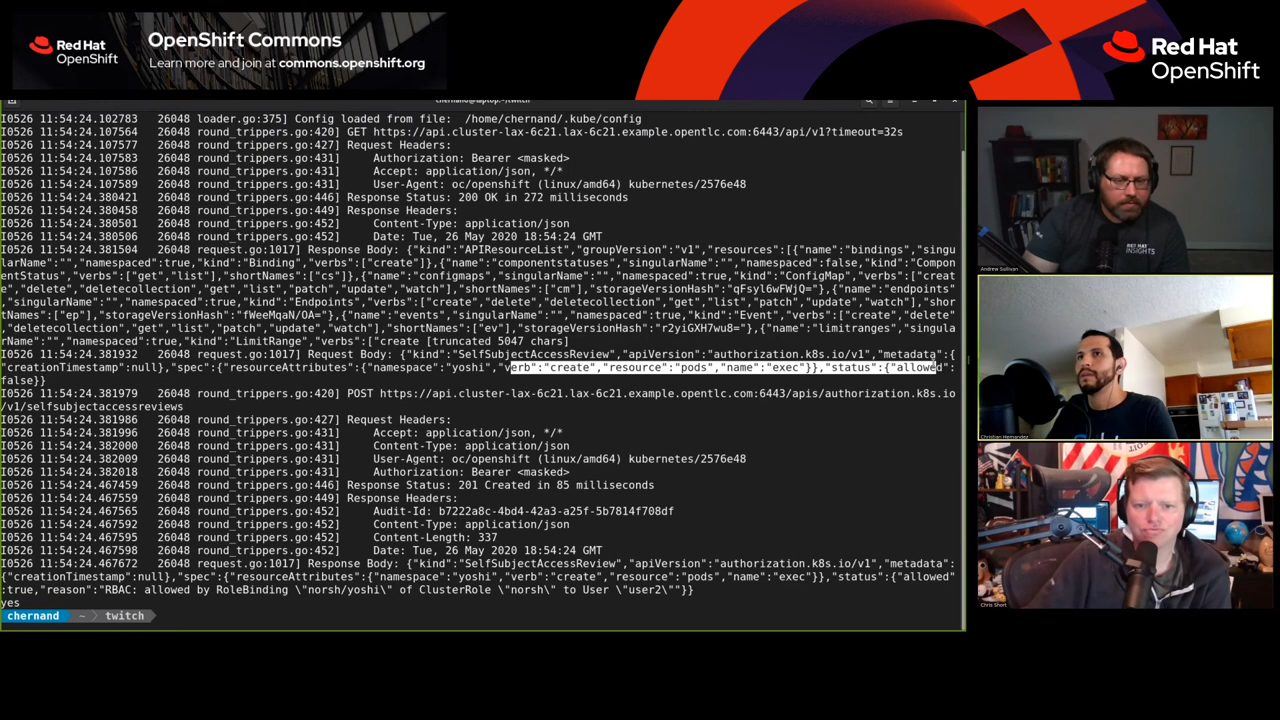 Red Hat
OpenShift
OpenShift Commons
Learn more and join at commons.openshift.org
Red Hat
OpenShift
chernand@laptop:~/twitch
I0526 11:54:24.102783   26048 loader.go:375] Config loaded from file:  /home/chernand/.kube/config
I0526 11:54:24.107564   26048 round_trippers.go:420] GET https://api.cluster-lax-6c21.lax-6c21.example.opentlc.com:6443/api/v1?timeout=32s
I0526 11:54:24.107577   26048 round_trippers.go:427] Request Headers:
I0526 11:54:24.107583   26048 round_trippers.go:431]     Authorization: Bearer <masked>
I0526 11:54:24.107586   26048 round_trippers.go:431]     Accept: application/json, */*
I0526 11:54:24.107589   26048 round_trippers.go:431]     User-Agent: oc/openshift (linux/amd64) kubernetes/2576e48
I0526 11:54:24.380421   26048 round_trippers.go:446] Response Status: 200 OK in 272 milliseconds
I0526 11:54:24.380458   26048 round_trippers.go:449] Response Headers:
I0526 11:54:24.380501   26048 round_trippers.go:452]     Content-Type: application/json
I0526 11:54:24.380506   26048 round_trippers.go:452]     Date: Tue, 26 May 2020 18:54:24 GMT
I0526 11:54:24.381504   26048 request.go:1017] Response Body: {"kind":"APIResourceList","groupVersion":"v1","resources":[{"name":"bindings","singu
larName":"","namespaced":true,"kind":"Binding","verbs":["create"]},{"name":"componentstatuses","singularName":"","namespaced":false,"kind":"Compon
entStatus","verbs":["get","list"],"shortNames":["cs"]},{"name":"configmaps","singularName":"","namespaced":true,"kind":"ConfigMap","verbs":["creat
e","delete","deletecollection","get","list","patch","update","watch"],"shortNames":["cm"],"storageVersionHash":"qFsyl6wFWjQ="},{"name":"endpoints"
,"singularName":"","namespaced":true,"kind":"Endpoints","verbs":["create","delete","deletecollection","get","list","patch","update","watch"],"shor
tNames":["ep"],"storageVersionHash":"fWeeMqaN/OA="},{"name":"events","singularName":"","namespaced":true,"kind":"Event","verbs":["create","delete"
,"deletecollection","get","list","patch","update","watch"],"shortNames":["ev"],"storageVersionHash":"r2yiGXH7wu8="},{"name":"limitranges","singula
rName":"","namespaced":true,"kind":"LimitRange","verbs":["create [truncated 5047 chars]
I0526 11:54:24.381932   26048 request.go:1017] Request Body: {"kind":"SelfSubjectAccessReview","apiVersion":"authorization.k8s.io/v1","metadata":{
"creationTimestamp":null},"spec":{"resourceAttributes":{"namespace":"yoshi","verb":"create","resource":"pods","name":"exec"}},"status":{"allowed":
false}}
I0526 11:54:24.381979   26048 round_trippers.go:420] POST https://api.cluster-lax-6c21.lax-6c21.example.opentlc.com:6443/apis/authorization.k8s.io
/v1/selfsubjectaccessreviews
I0526 11:54:24.381986   26048 round_trippers.go:427] Request Headers:
I0526 11:54:24.381996   26048 round_trippers.go:431]     Accept: application/json, */*
I0526 11:54:24.382000   26048 round_trippers.go:431]     Content-Type: application/json
I0526 11:54:24.382009   26048 round_trippers.go:431]     User-Agent: oc/openshift (linux/amd64) kubernetes/2576e48
I0526 11:54:24.382018   26048 round_trippers.go:431]     Authorization: Bearer <masked>
I0526 11:54:24.467459   26048 round_trippers.go:446] Response Status: 201 Created in 85 milliseconds
I0526 11:54:24.467559   26048 round_trippers.go:449] Response Headers:
I0526 11:54:24.467565   26048 round_trippers.go:452]     Audit-Id: b7222a8c-4bd4-42a3-a25f-5b7814f708df
I0526 11:54:24.467592   26048 round_trippers.go:452]     Content-Type: application/json
I0526 11:54:24.467595   26048 round_trippers.go:452]     Content-Length: 337
I0526 11:54:24.467598   26048 round_trippers.go:452]     Date: Tue, 26 May 2020 18:54:24 GMT
I0526 11:54:24.467672   26048 request.go:1017] Response Body: {"kind":"SelfSubjectAccessReview","apiVersion":"authorization.k8s.io/v1","metadata":
{"creationTimestamp":null},"spec":{"resourceAttributes":{"namespace":"yoshi","verb":"create","resource":"pods","name":"exec"}},"status":{"allowed"
:true,"reason":"RBAC: allowed by RoleBinding \"norsh/yoshi\" of ClusterRole \"norsh\" to User \"user2\""}}
yes
chernand ~ twitch
RED HAT
INSIGHTS
Andrew Sullivan
Christian Hernandez
Chris Short